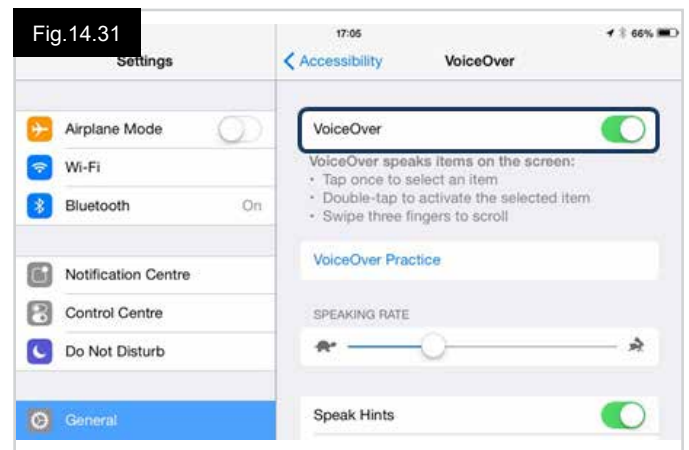 Fig.14.31
17:05
66%
Settings
Accessibility
VoiceOver
Airplane Mode
Wi-Fi
Bluetooth On
Notification Centre
Control Centre
Do Not Disturb
General
VoiceOver
VoiceOver speaks items on the screen:
• Tap once to select an item
• Double-tap to activate the selected item
• Swipe three fingers to scroll
VoiceOver Practice
SPEAKING RATE
Speak Hints